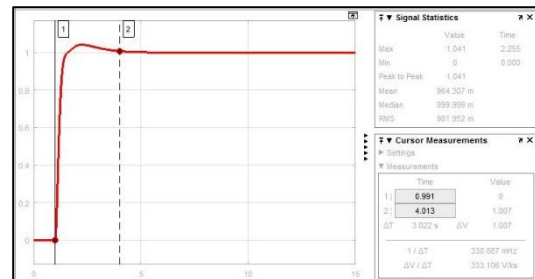 1
2
1
0.8
0.6
0.4
0.2
0
0
5
10
15
Signal Statistics
Value Time
Max 1.041 2.255
Min 0 0.000
Peak to Peak 1.041
Mean 964.307 m
Median 999.999 m
RMS 981.952 m
Cursor Measurements
Settings
Measurements
Time Value
1 | 0.991 0
2 | 4.013 1.007
ΔT 3.022 s ΔV 1.007
1 / ΔT 330.887 mHz
ΔV / ΔT 333.106 V/ks